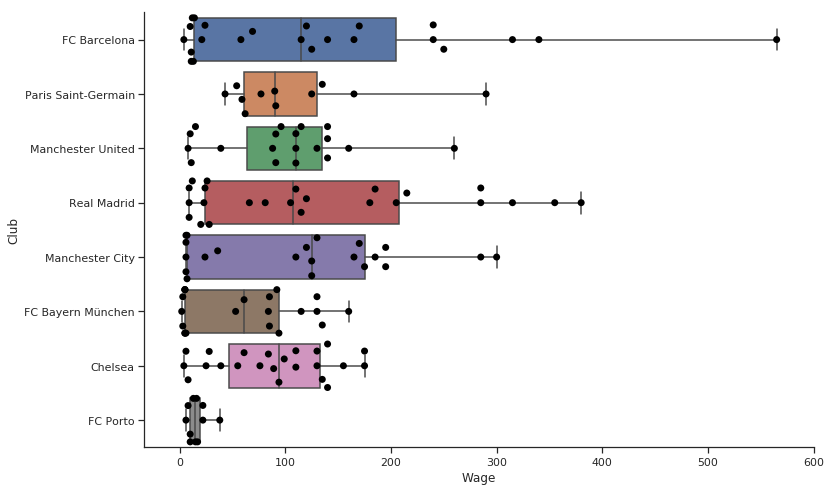 FC Barcelona
Paris Saint-Germain
Manchester United
Real Madrid
Manchester City
FC Bayern München
Chelsea
FC Porto
Club
0 100 200 300 400 500 600
Wage